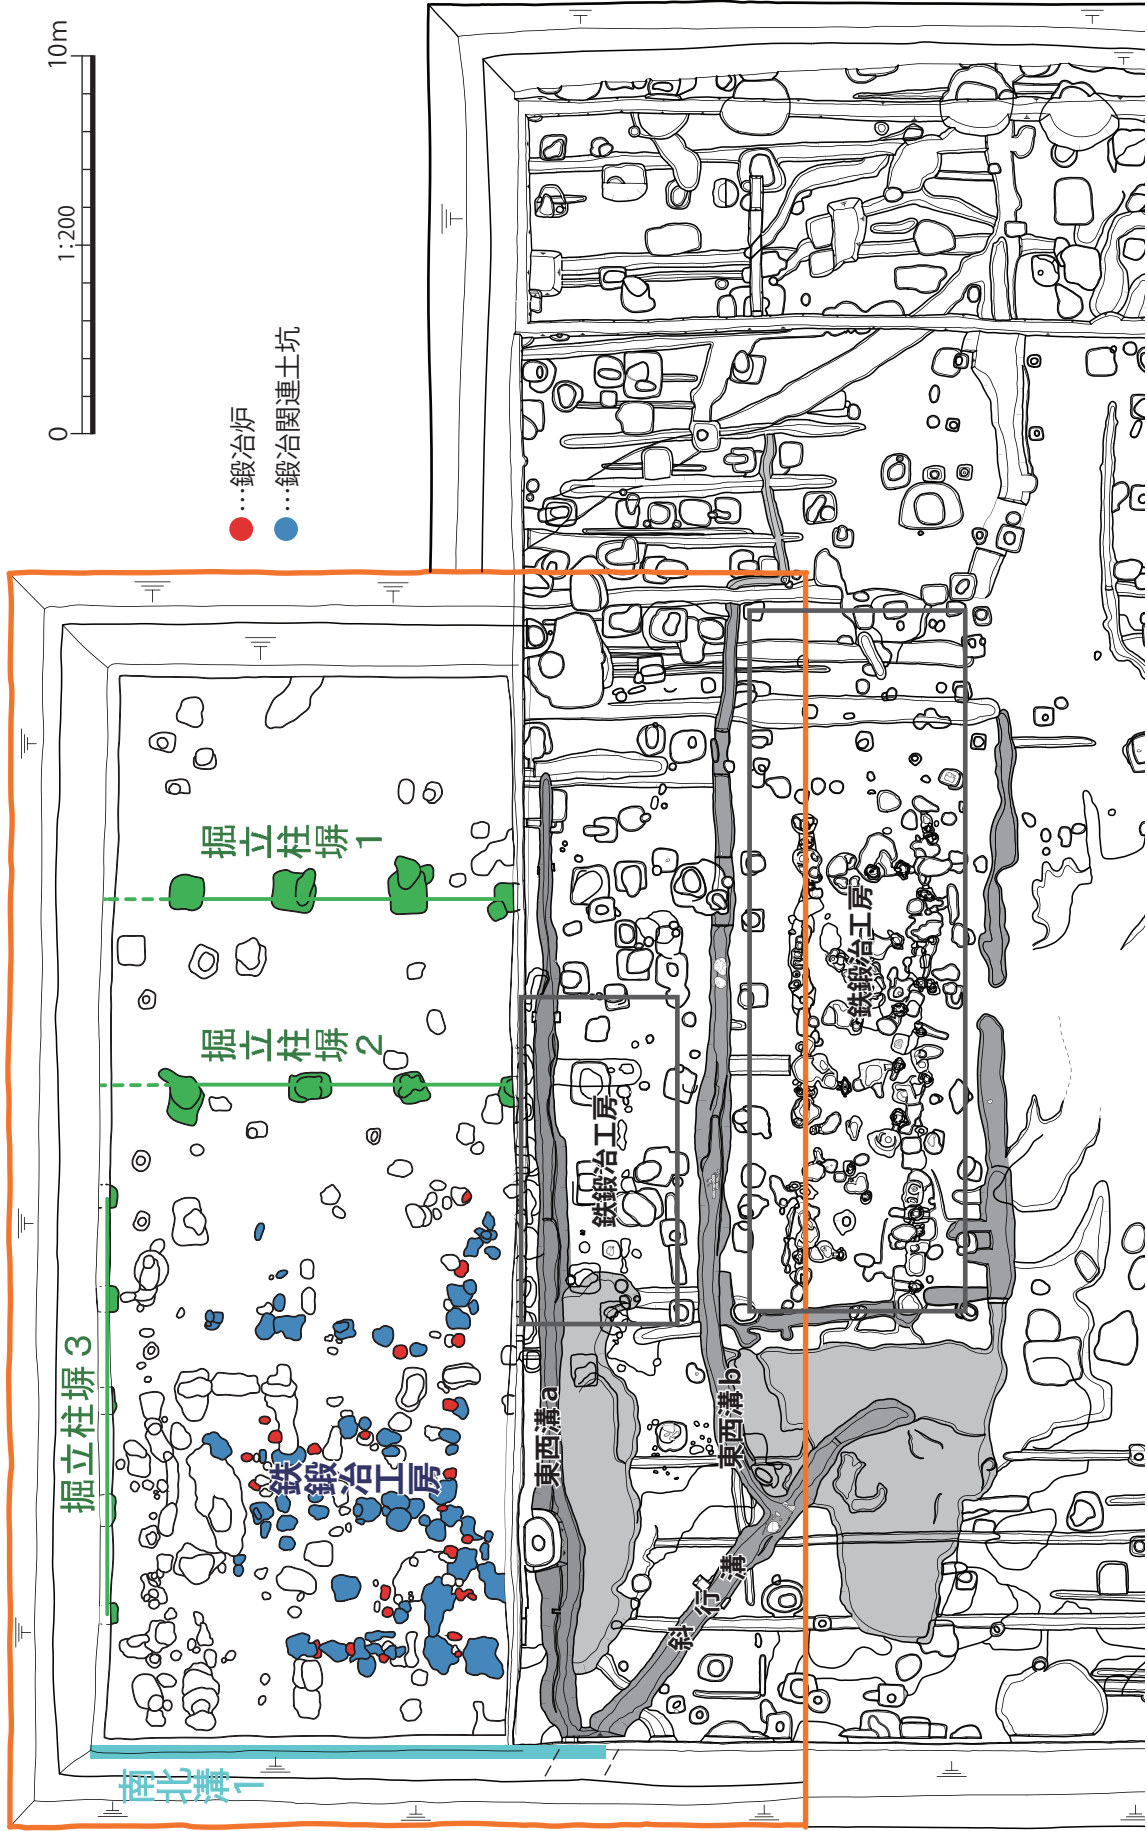 0
1:200
10m
●…鍛冶炉
●…鍛冶関連土坑
掘立柱塀1
掘立柱塀2
掘立柱塀3
鉄鍛冶工房
鉄鍛冶工房
鉄鍛冶工房
東西溝a
東西溝b
斜行溝
南北溝1